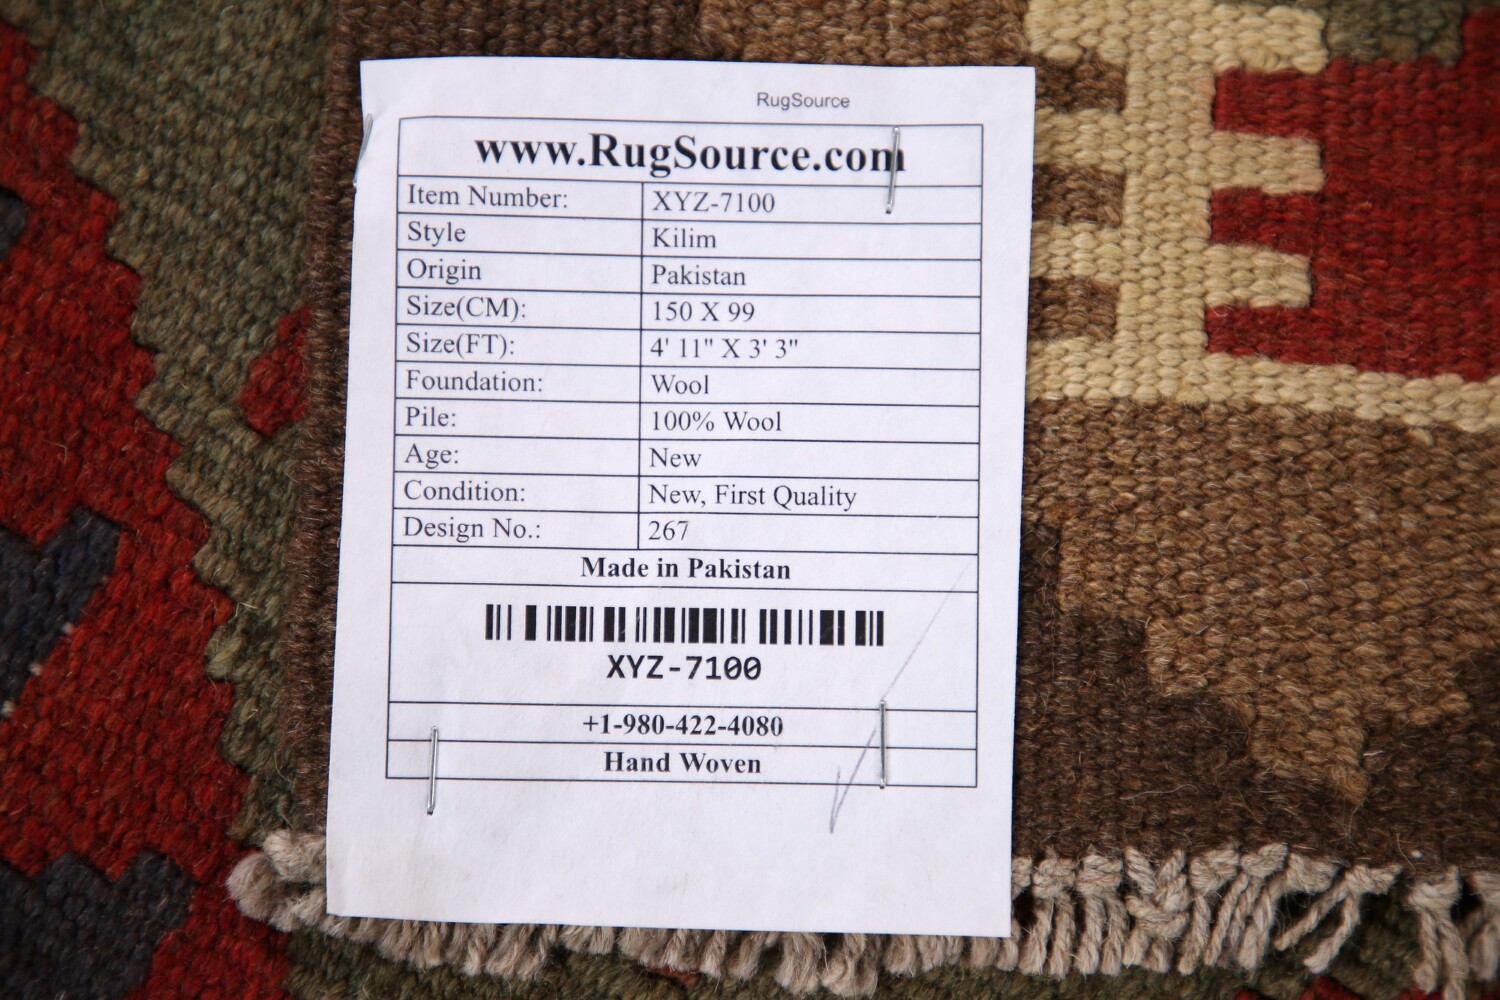 RugSource
www.RugSource.com
Item Number: XYZ-7100
Style Kilim
Origin Pakistan
Size(CM): 150 X 99
Size(FT): 4' 11" X 3' 3"
Foundation: Wool
Pile: 100% Wool
Age: New
Condition: New, First Quality
Design No.: 267
Made in Pakistan
XYZ-7100
+1-980-422-4080
Hand Woven